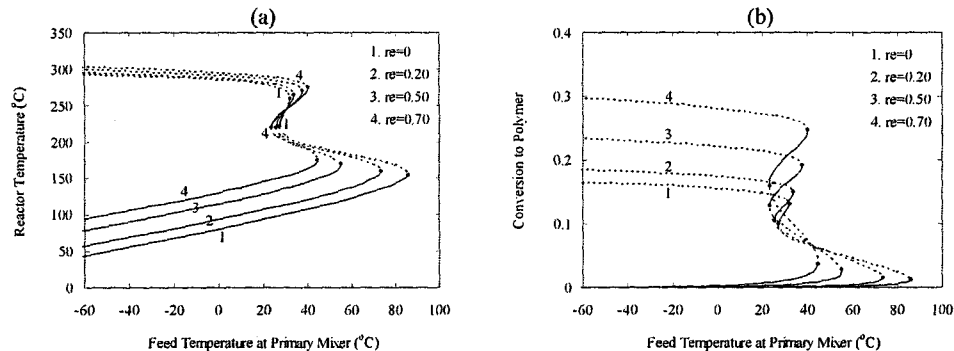 (a)
350
300
250
200
150
100
50
0
-60 -40 -20 0 20 40 60 80 100
Reactor Temperature (°C)
Feed Temperature at Primary Mixer (°C)
1. re=0
2. re=0.20
3. re=0.50
4. re=0.70
4
1
1
4
4
3
2
1
(b)
0.4
0.3
0.2
0.1
0
-60 -40 -20 0 20 40 60 80 100
Conversion to Polymer
Feed Temperature at Primary Mixer (°C)
1. re=0
2. re=0.20
3. re=0.50
4. re=0.70
4
3
2
1